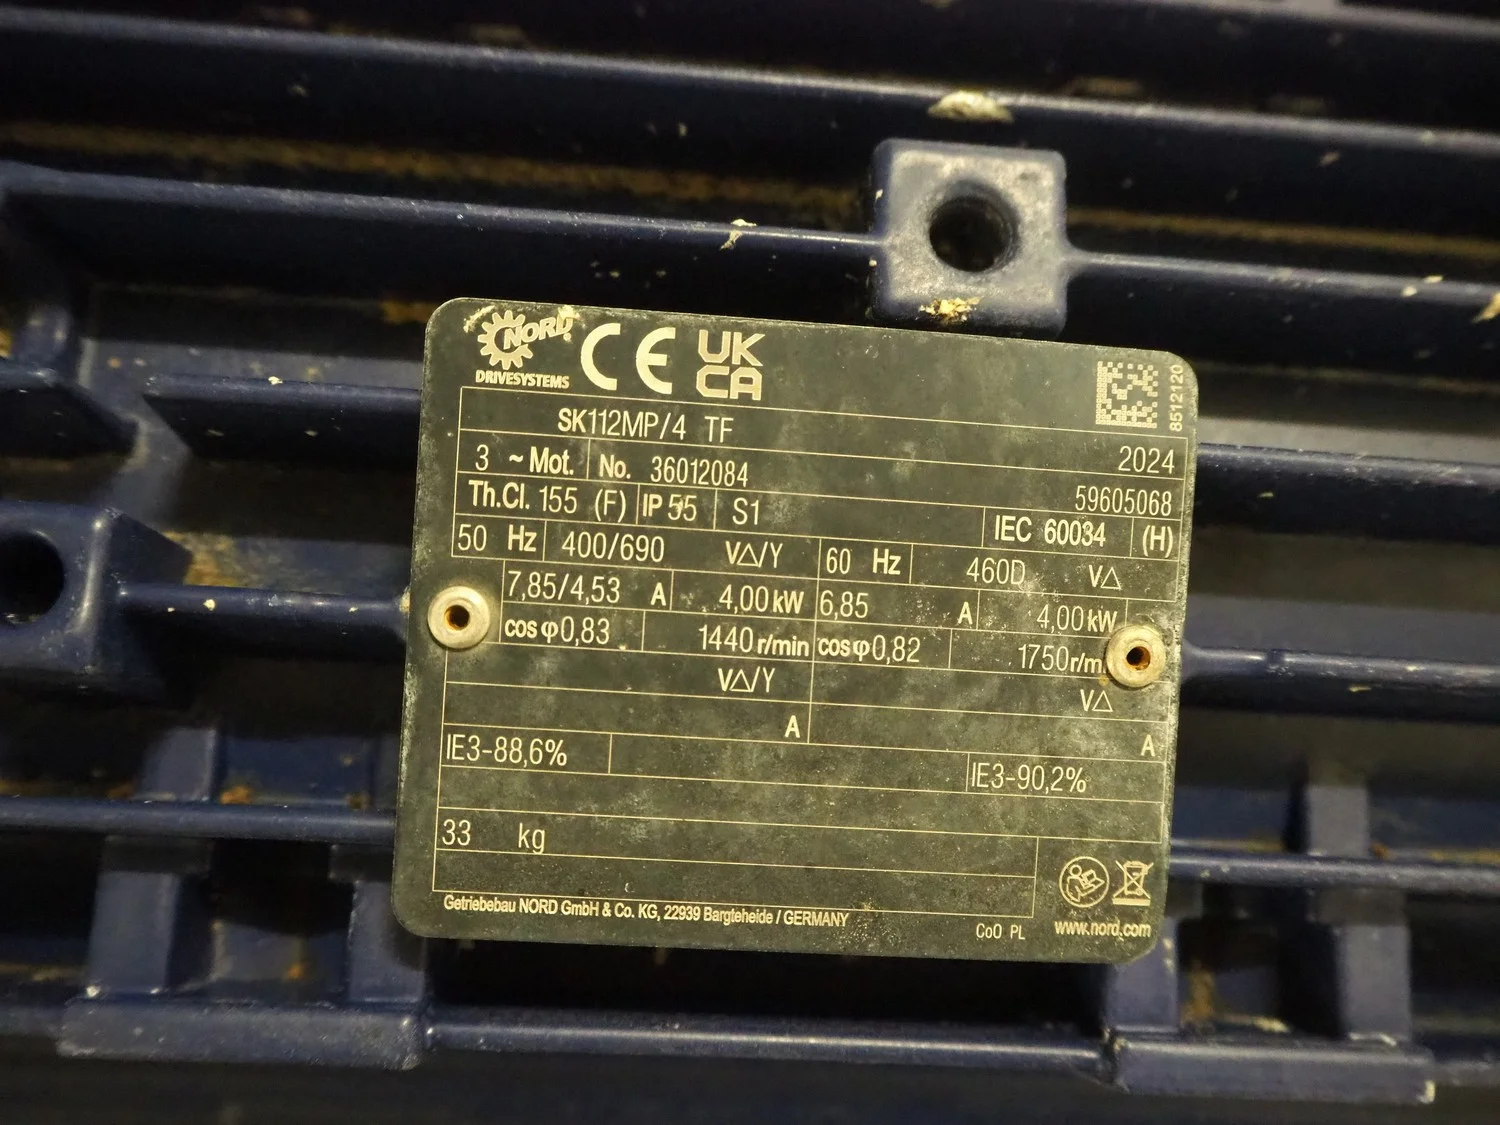 NORD
DRIVESYSTEMS
CE UK CA
8512120
SK112MP/4 TF
2024
3 ~Mot. No. 36012084
59605068
Th.Cl. 155 (F) IP 55 S1
IEC 60034 (H)
50 Hz 400/690 V△/Y 60 Hz 460D V△
7,85/4,53 A 4,00 kW 6,85 A 4,00 kW
cos φ 0,83 1440 r/min cos φ 0,82 1750 r/m
V△/Y V△
A A
IE3-88,6% IE3-90,2%
33 kg
Getriebebau NORD GmbH & Co. KG, 22939 Bargteheide / GERMANY
CoO PL www.nord.com